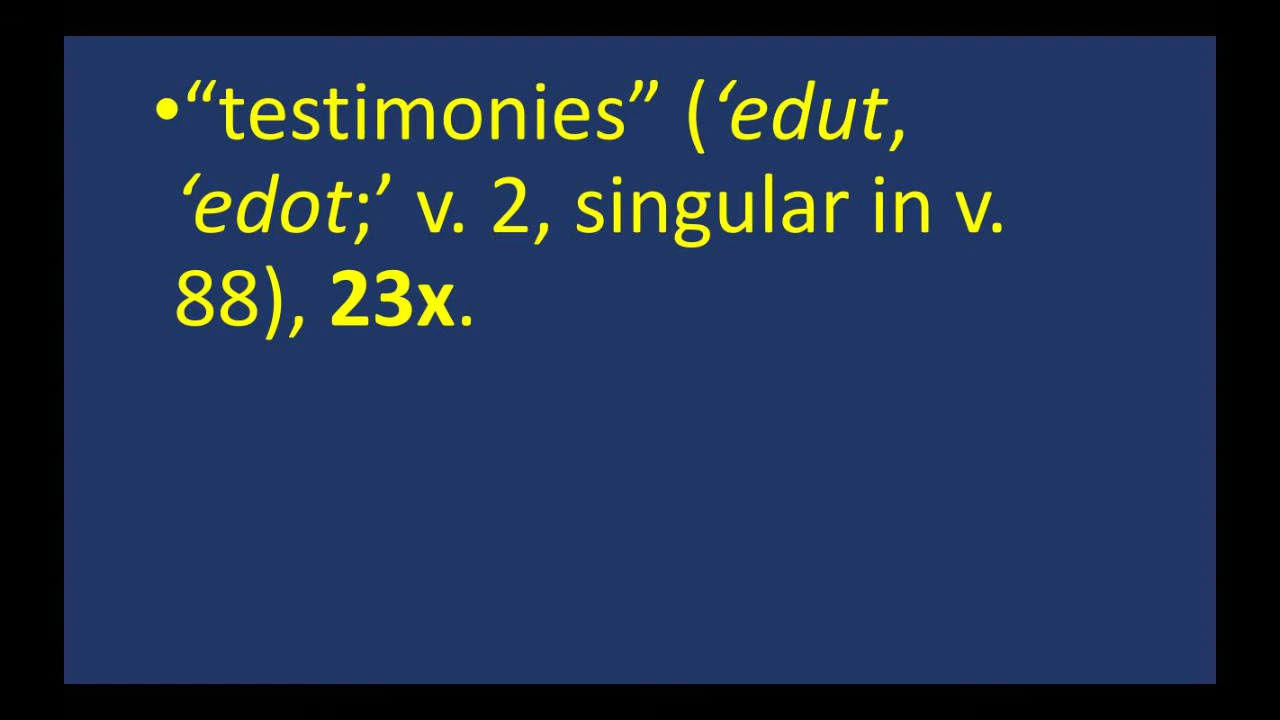 •“testimonies” (‘edut,
‘edot;’ v. 2, singular in v.
88), 23x.